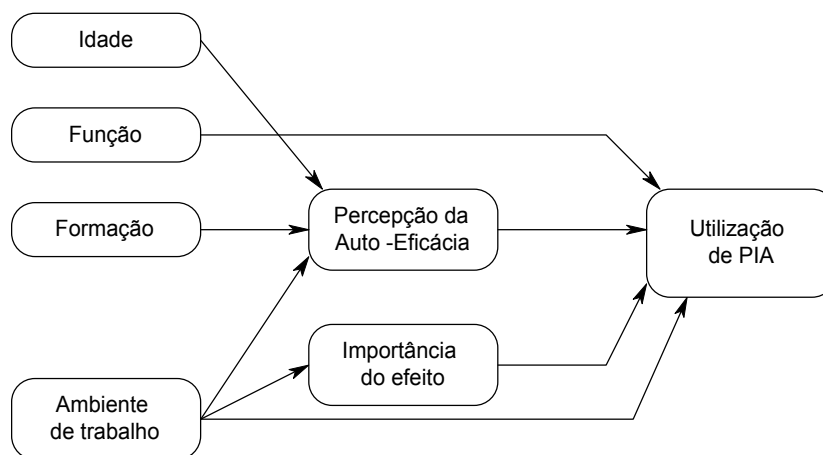 Idade
Função
Formação
Percepção da
Auto -Eficácia
Utilização
de PIA
Importância
do efeito
Ambiente
de trabalho